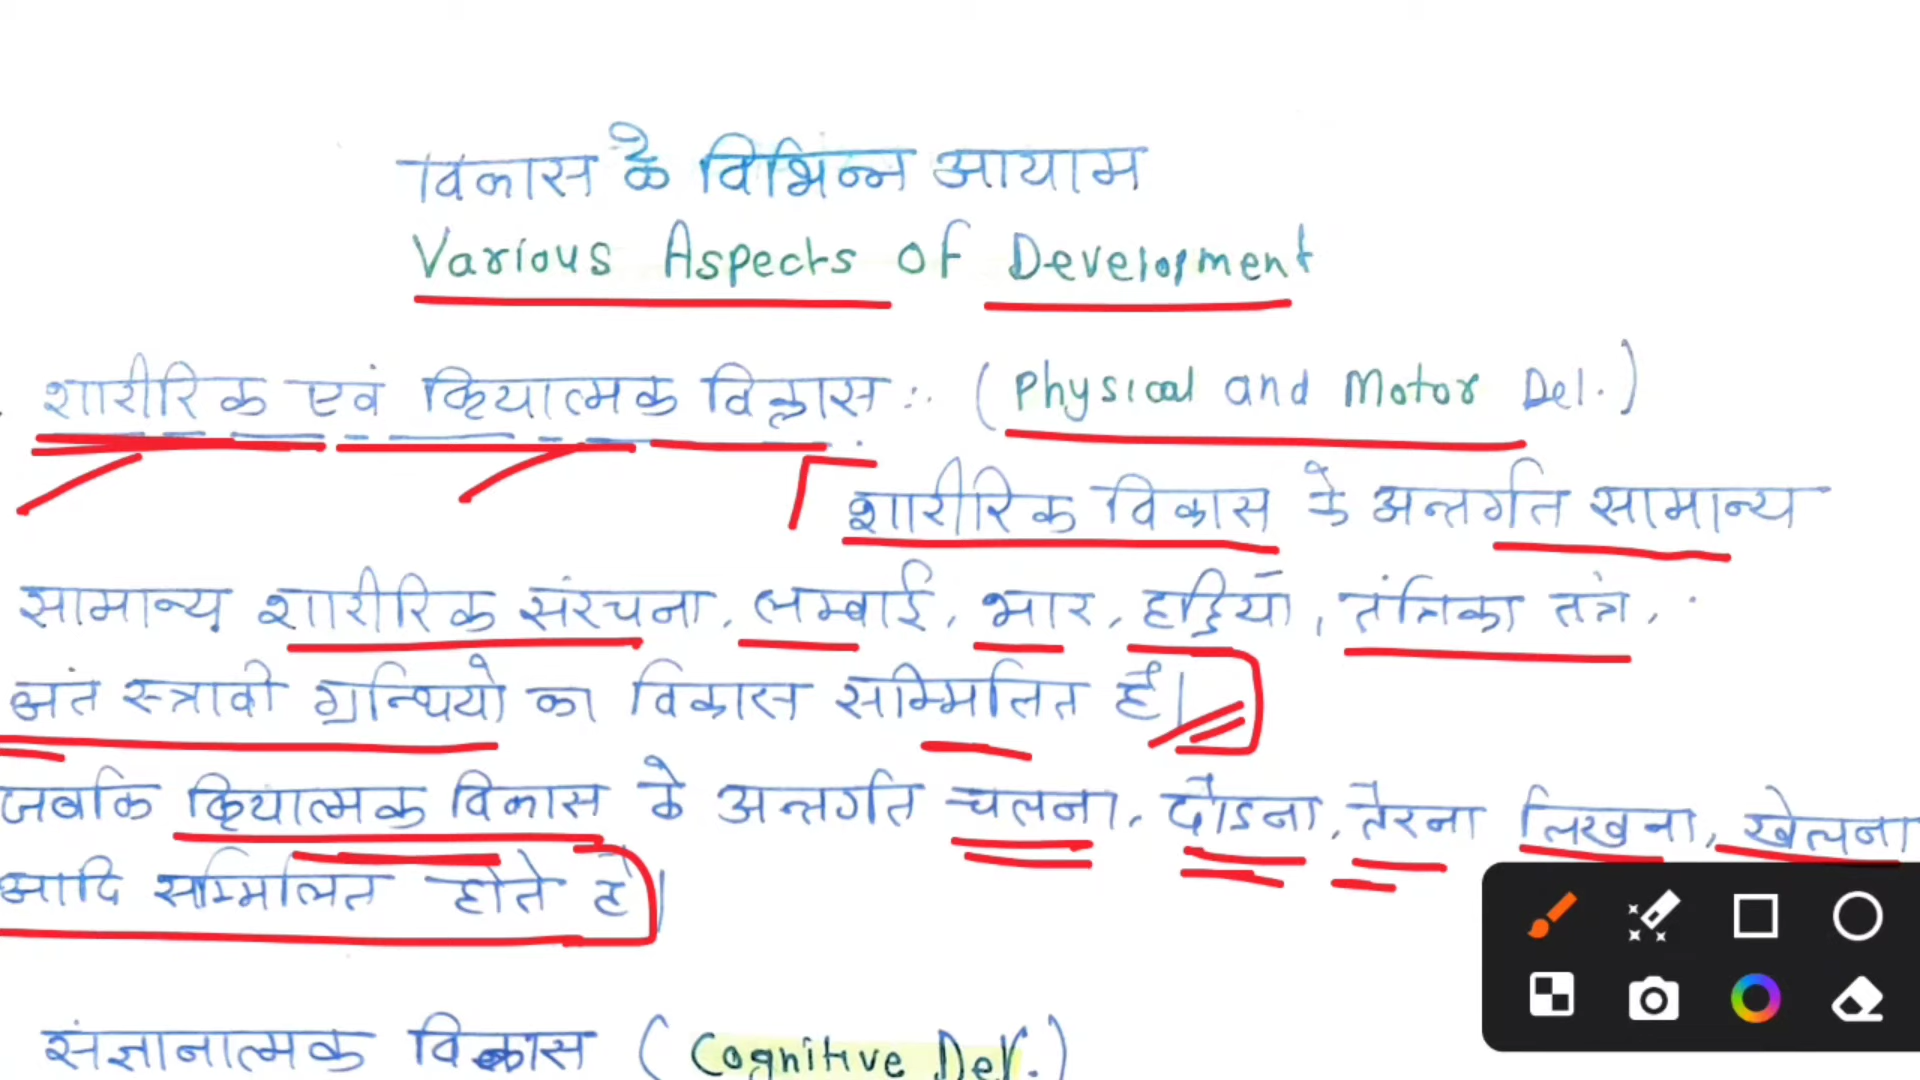 विकास के विभिन्न आयाम
Various Aspects of Development
शारीरिक एवं क्रियात्मक विकास :. (Physical and Motor Del.)
शारीरिक विकास के अन्तर्गत सामान्य
सामान्य शारीरिक संरचना, लम्बाई, भार, हड्डियाँ, तंत्रिका तंत्र,
अंत स्त्रावी ग्रन्थियो का विकास सम्मिलित है|
जबकि क्रियात्मक विकास के अन्तर्गत चलना, दौडना, तैरना लिखना, खेलना
आदि सम्मिलित होते है|
संज्ञानात्मक विकास (Cognitive Del.)